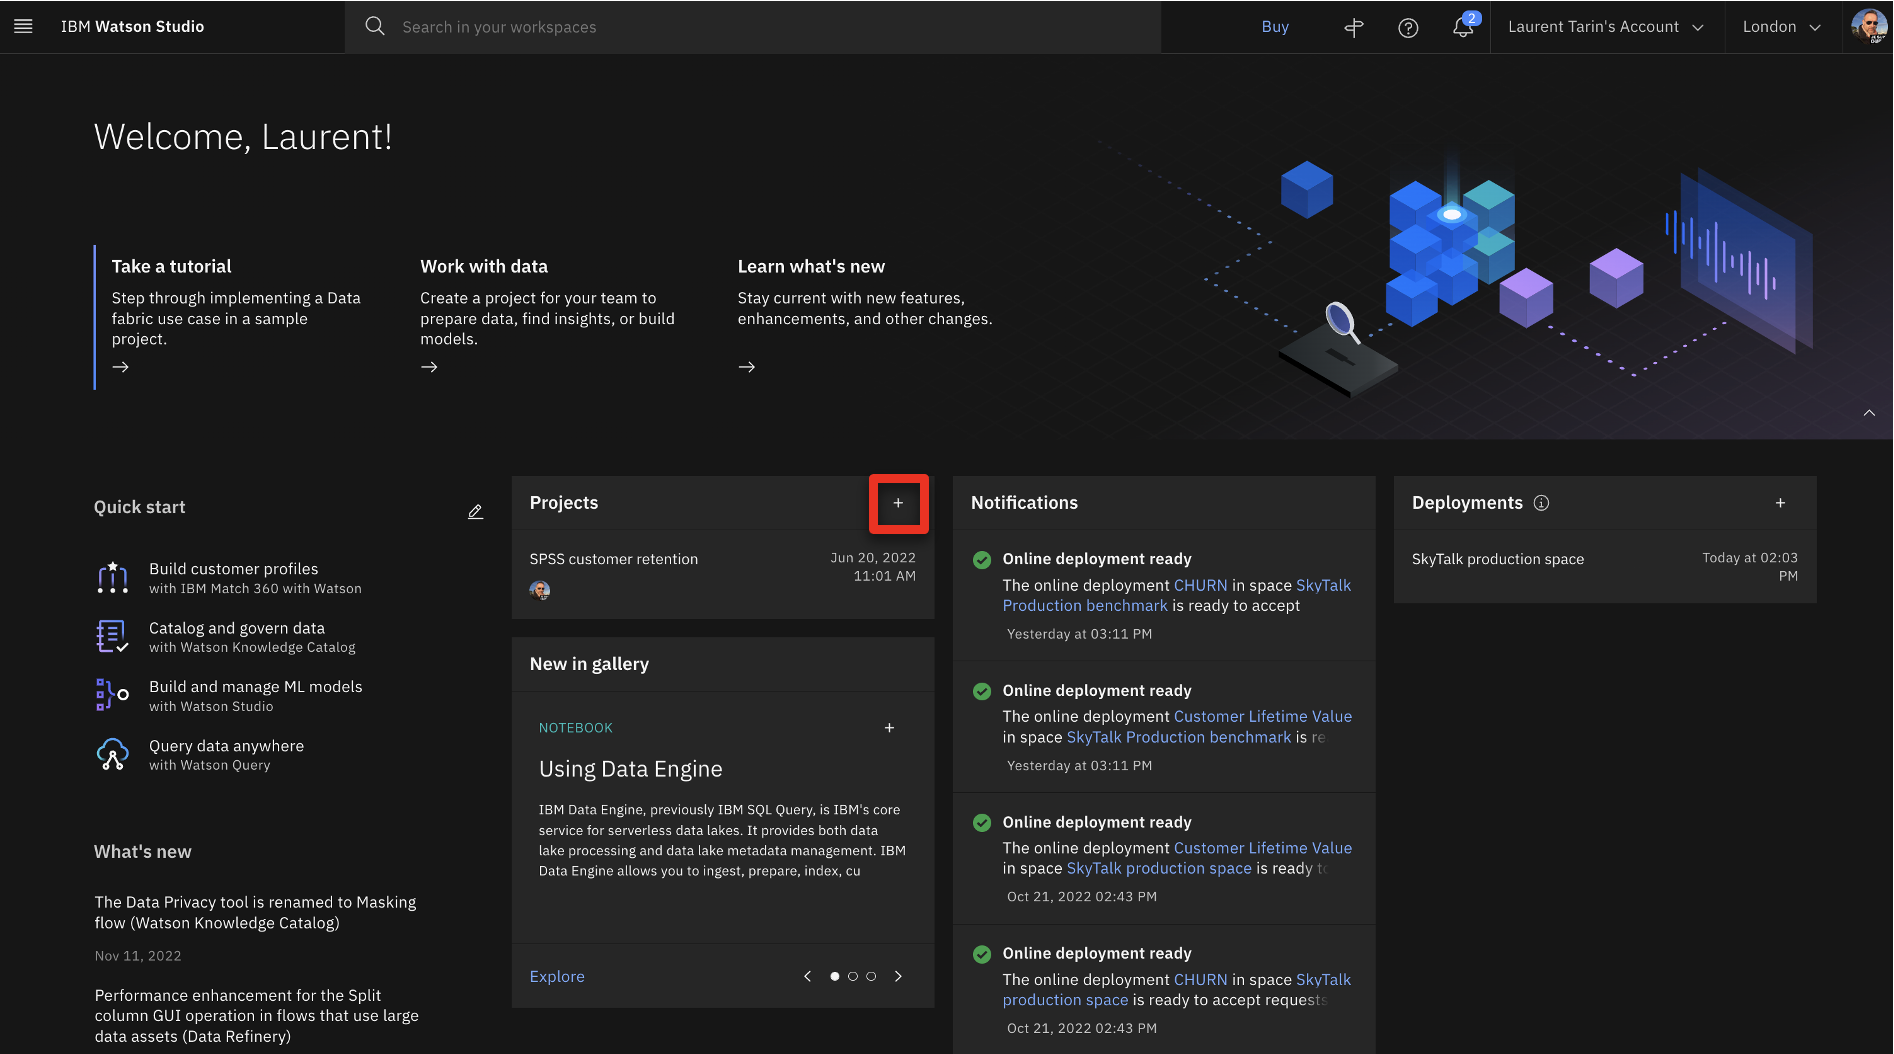 IBM Watson Studio
Search in your workspaces
Buy
2
Laurent Tarin's Account
London
Welcome, Laurent!
Take a tutorial
Step through implementing a Data
fabric use case in a sample
project.
Work with data
Create a project for your team to
prepare data, find insights, or build
models.
Learn what's new
Stay current with new features,
enhancements, and other changes.
Quick start
Build customer profiles
with IBM Match 360 with Watson
Catalog and govern data
with Watson Knowledge Catalog
Build and manage ML models
with Watson Studio
Query data anywhere
with Watson Query
What's new
The Data Privacy tool is renamed to Masking
flow (Watson Knowledge Catalog)
Nov 11, 2022
Performance enhancement for the Split
column GUI operation in flows that use large
data assets (Data Refinery)
Projects
SPSS customer retention
Jun 20, 2022
11:01 AM
New in gallery
NOTEBOOK
Using Data Engine
IBM Data Engine, previously IBM SQL Query, is IBM's core
service for serverless data lakes. It provides both data
lake processing and data lake metadata management. IBM
Data Engine allows you to ingest, prepare, index, cu
Explore
Notifications
Online deployment ready
The online deployment CHURN in space SkyTalk
Production benchmark is ready to accept
Yesterday at 03:11 PM
Online deployment ready
The online deployment Customer Lifetime Value
in space SkyTalk Production benchmark is re
Yesterday at 03:11 PM
Online deployment ready
The online deployment Customer Lifetime Value
in space SkyTalk production space is ready to
Oct 21, 2022 02:43 PM
Online deployment ready
The online deployment CHURN in space SkyTalk
production space is ready to accept requests
Oct 21, 2022 02:43 PM
Deployments
SkyTalk production space
Today at 02:03
PM